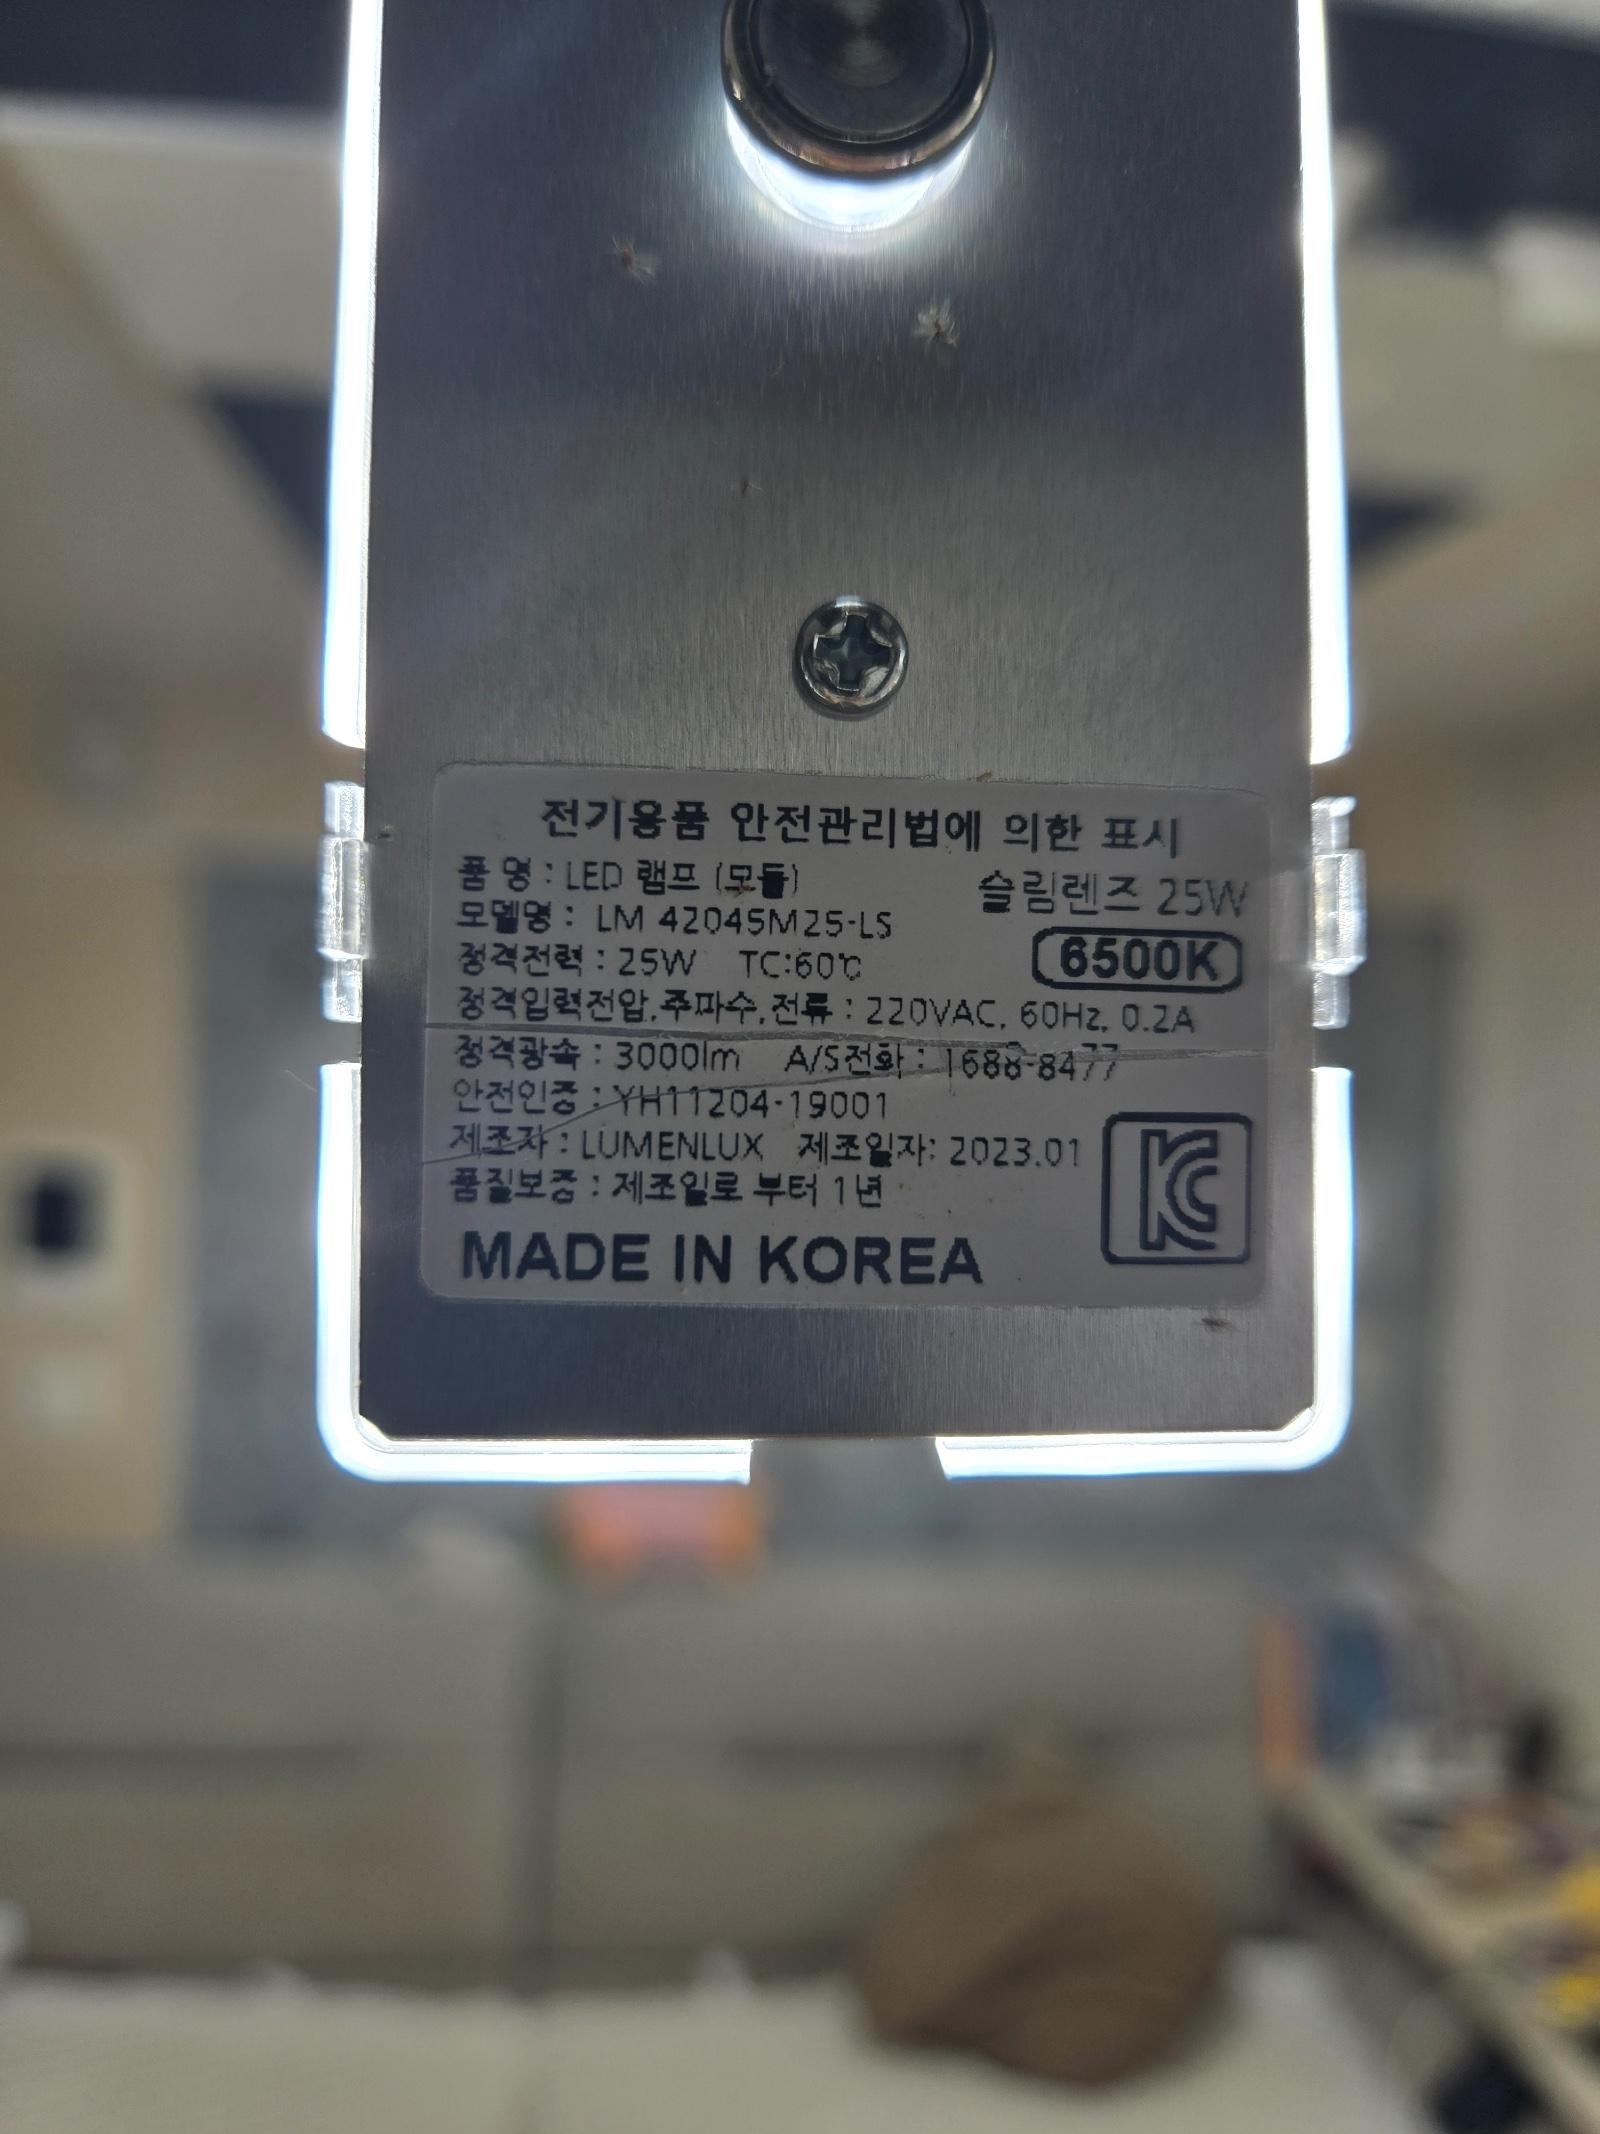 전기용품 안전관리법에 의한 표시
품 명 : LED 램프 (모듈)
슬림렌즈 25W
모델명 : LM 42045M25-LS
정격전력 : 25W TC:60℃
6500K
정격입력전압,주파수,전류 : 220VAC, 60Hz, 0.2A
정격광속 : 3000lm A/S전화 : 1688-8477
안전인증 : YH11204-19001
제조자 : LUMENLUX 제조일자: 2023.01
품질보증 : 제조일로 부터 1년
KC
MADE IN KOREA